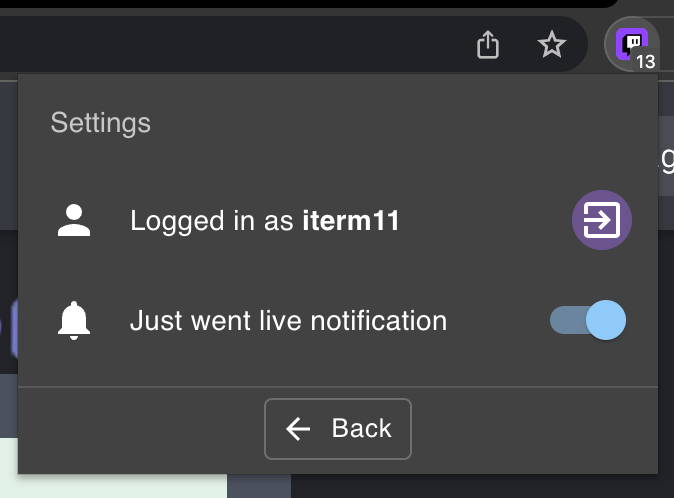 13
Settings
g
Logged in as iterm11
Just went live notification
Back